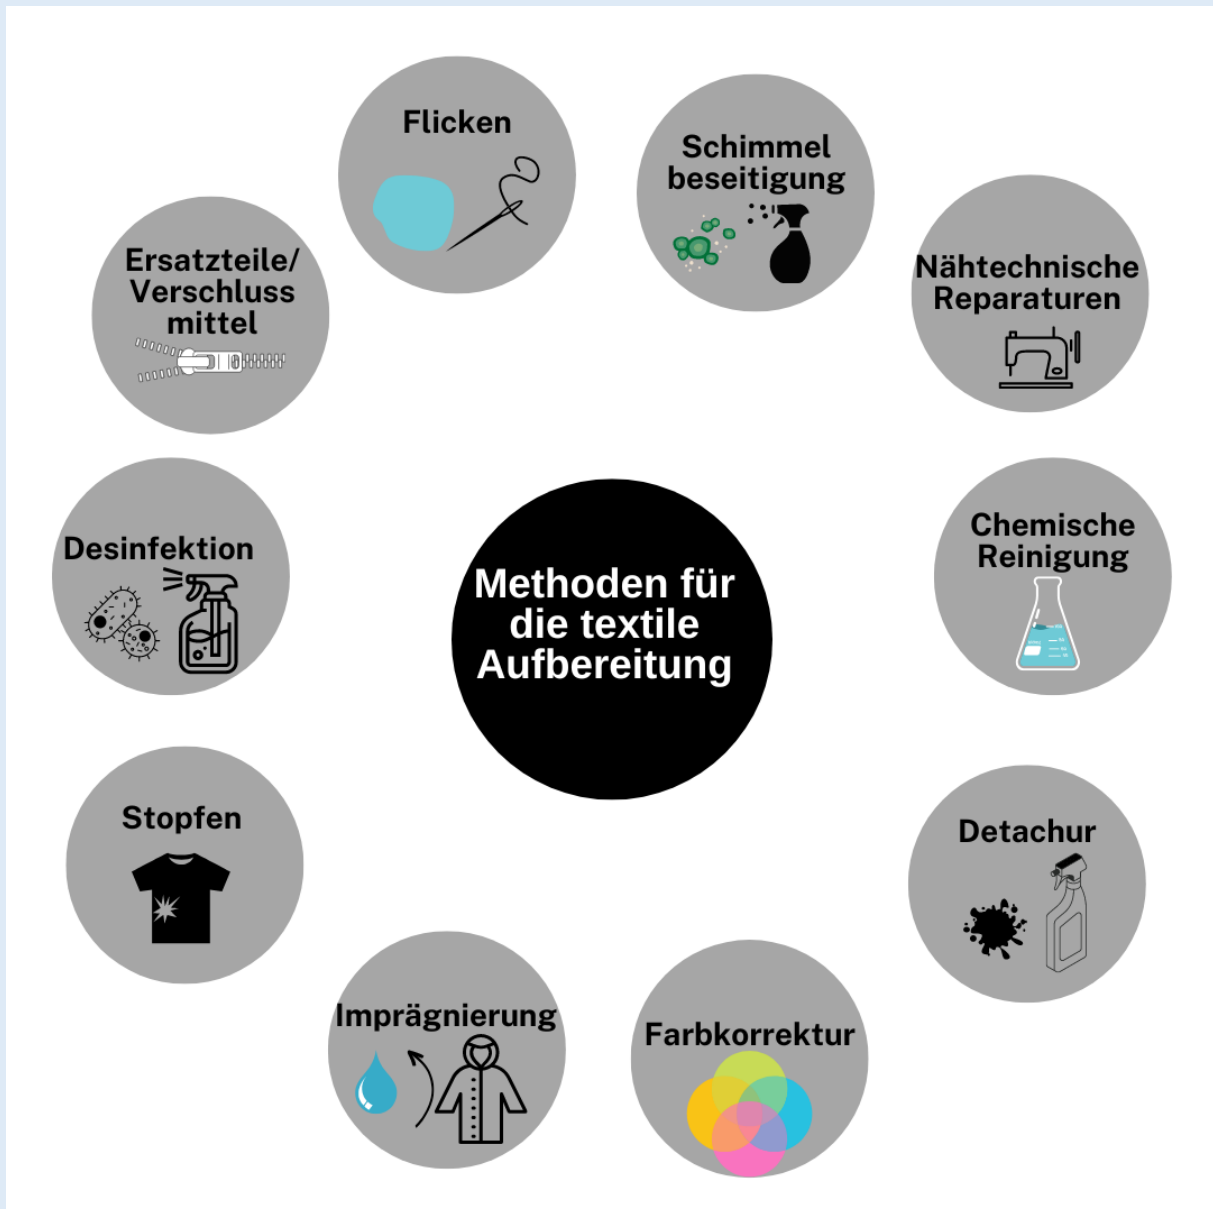 Flicken
Schimmel
beseitigung
Nähtechnische
Reparaturen
Ersatzteile/
Verschluss
mittel
Chemische
Reinigung
Desinfektion
Methoden für
die textile
Aufbereitung
Stopfen
Detachur
Imprägnierung
Farbkorrektur